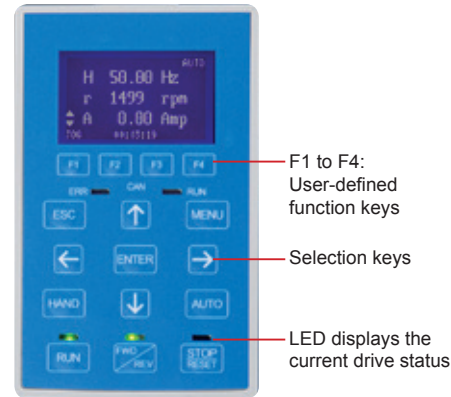 AUTO
H 50.00 Hz
r 1499 rpm
A 0.00 Amp
F1 F2 F3 F4
ERR CAN RUN
ESC MENU
ENTER
HAND AUTO
RUN FWD/REV STOP RESET
F1 to F4:
User-defined
function keys
Selection keys
LED displays the
current drive status